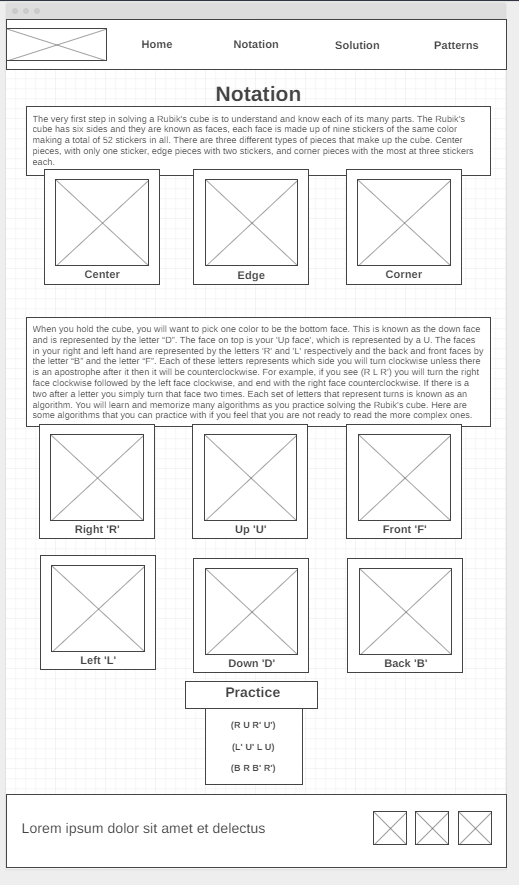 Home Notation Solution Patterns
Notation
The very first step in solving a Rubik's cube is to understand and know each of its many parts. The Rubik's
cube has six sides and they are known as faces, each face is made up of nine stickers of the same color
making a total of 52 stickers in all. There are three different types of pieces that make up the cube. Center
pieces, with only one sticker, edge pieces with two stickers, and corner pieces with the most at three stickers
each.
Center Edge Corner
When you hold the cube, you will want to pick one color to be the bottom face. This is known as the down face
and is represented by the letter “D”. The face on top is your 'Up face', which is represented by a U. The faces
in your right and left hand are represented by the letters 'R' and 'L' respectively and the back and front faces by
the letter “B” and the letter “F”. Each of these letters represents which side you will turn clockwise unless there
is an apostrophe after it then it will be counterclockwise. For example, if you see (R L R') you will turn the right
face clockwise followed by the left face clockwise, and end with the right face counterclockwise. If there is a
two after a letter you simply turn that face two times. Each set of letters that represent turns is known as an
algorithm. You will learn and memorize many algorithms as you practice solving the Rubik's cube. Here are
some algorithms that you can practice with if you feel that you are not ready to read the more complex ones.
Right 'R' Up 'U' Front 'F'
Left 'L' Down 'D' Back 'B'
Practice
(R U R' U')
(L' U' L U)
(B R B' R')
Lorem ipsum dolor sit amet et delectus